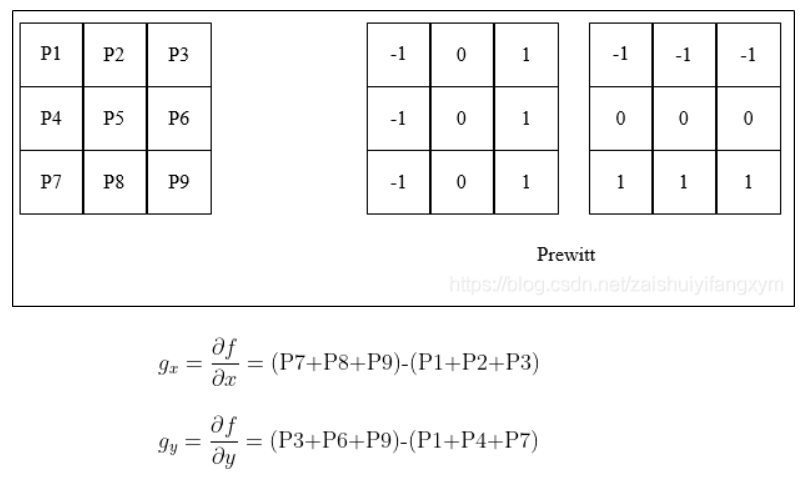 P1 P2 P3 -1 0 1 -1 -1 -1
P4 P5 P6 -1 0 1 0 0 0
P7 P8 P9 -1 0 1 1 1 1
Prewitt
https://blog.csdn.net/zaishuiyifangxym
gx = ∂f/∂x = (P7+P8+P9)-(P1+P2+P3)
gy = ∂f/∂y = (P3+P6+P9)-(P1+P4+P7)